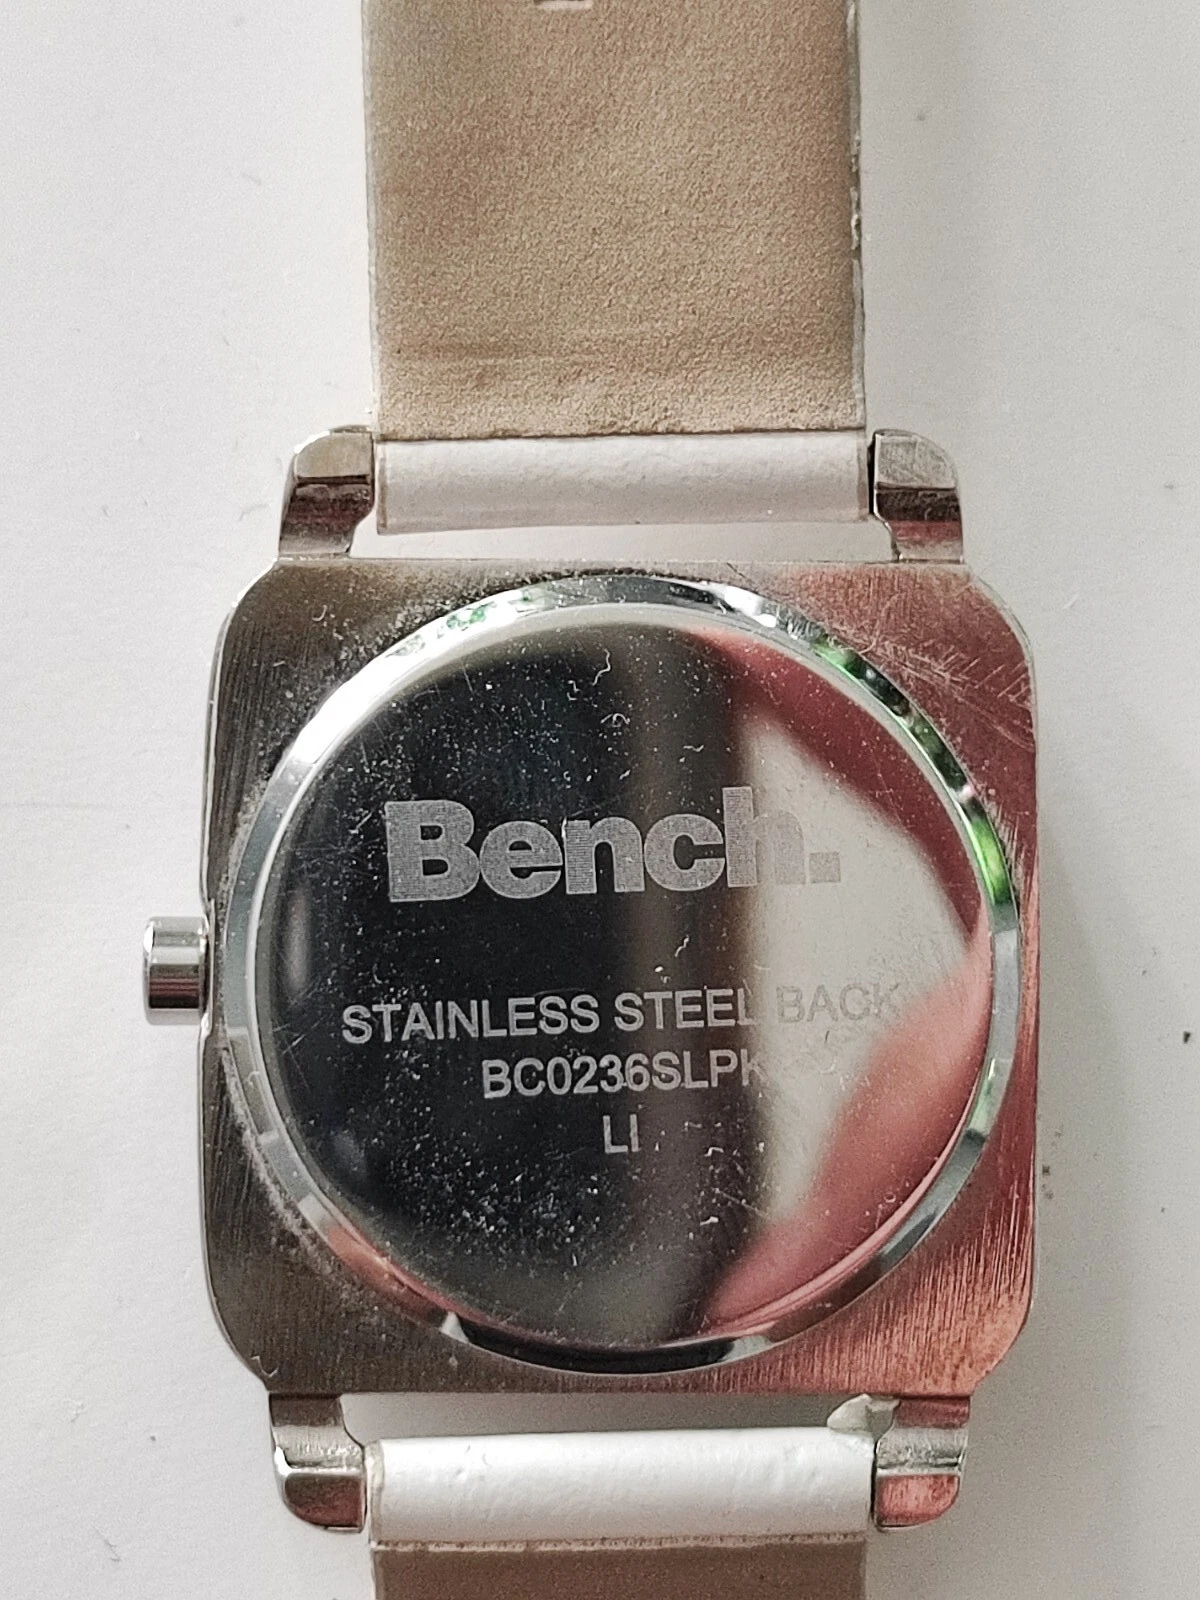 Bench.
STAINLESS STEEL BACK
BC0236SLPK
LI